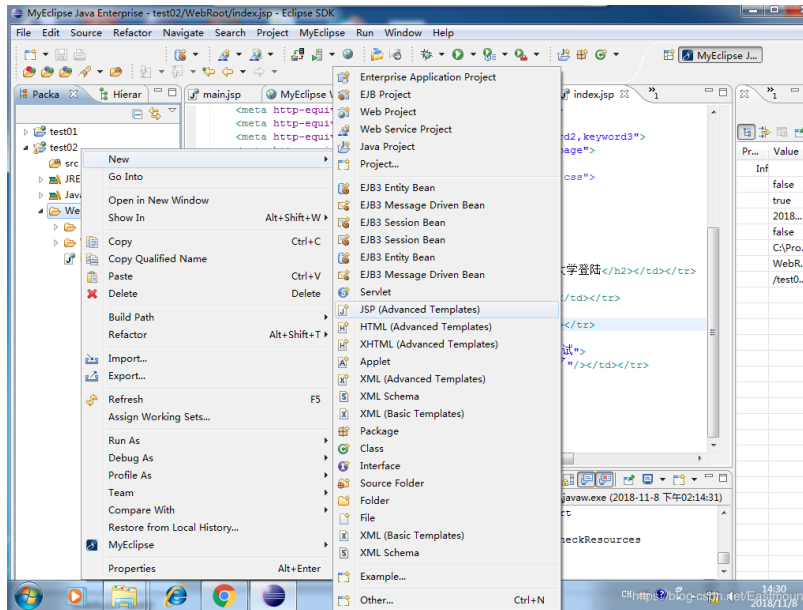 MyEclipse Java Enterprise - test02/WebRoot/index.jsp - Eclipse SDK
File Edit Source Refactor Navigate Search Project MyEclipse Run Window Help
MyEclipse J...
Packa
Hierar
main.jsp
MyEclipse
index.jsp
1
1
test01
test02
src
JRE
Java
We
<meta http-equiv
<meta http-equiv
<meta http-equi
rd2,keyword3">
page">
css">
大学登陆</h2></td></tr>
</td></tr>
></tr>
试">
"/></td></tr>
New
Go Into
Open in New Window
Show In Alt+Shift+W
Copy Ctrl+C
Copy Qualified Name
Paste Ctrl+V
Delete Delete
Build Path
Refactor Alt+Shift+T
Import...
Export...
Refresh F5
Assign Working Sets...
Run As
Debug As
Profile As
Team
Compare With
Restore from Local History...
MyEclipse
Properties Alt+Enter
Enterprise Application Project
EJB Project
Web Project
Web Service Project
Java Project
Project...
EJB3 Entity Bean
EJB3 Message Driven Bean
EJB3 Session Bean
EJB3 Session Bean
EJB3 Entity Bean
EJB3 Message Driven Bean
Servlet
JSP (Advanced Templates)
HTML (Advanced Templates)
XHTML (Advanced Templates)
Applet
XML (Advanced Templates)
XML Schema
XML (Basic Templates)
Package
Class
Interface
Source Folder
Folder
File
XML (Basic Templates)
XML Schema
Example...
Other... Ctrl+N
Pr... Value
Inf
false
true
2018...
false
C:\Pro...
WebR...
/test0...
javaw.exe (2018-11-8 下午02:14:31)
rt
heckResources
CH
14:30
2018/11/8